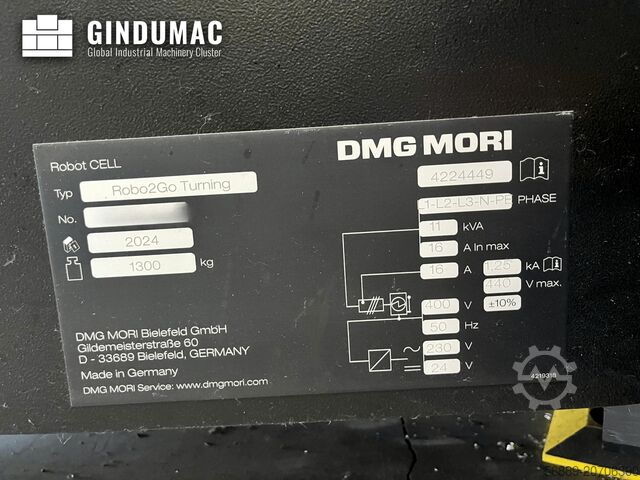 GINDUMAC
Global Industrial Machinery Cluster.
DMG MORI
Robot CELL
Typ Robo2Go Turning
No.
2024
1300 kg
4224449
L1-L2-L3-N-PE PHASE
11 kVA
16 A In max
16 A 1,25 kA
440 V max.
400 V ±10%
50 Hz
230 V
24 V
DMG MORI Bielefeld GmbH
Gildemeisterstraße 60
D - 33689 Bielefeld, GERMANY
Made in Germany
DMG MORI Service: www.dmgmori.com
4219318